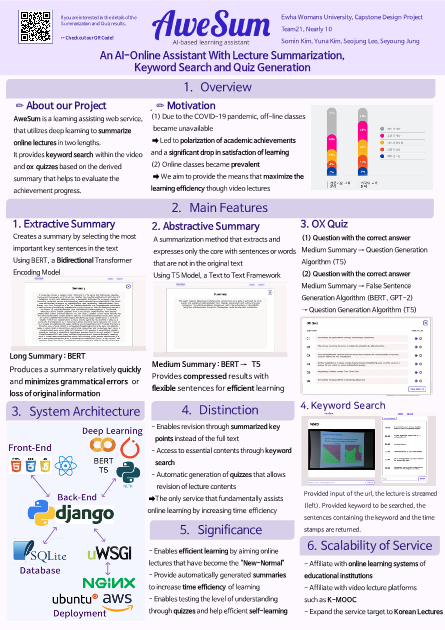 If you are interested in the details of the
Summarization and Quiz results.
AweSum
AI-based learning assistant
Ewha Womans University, Capstone Design Project
Team21, Nearly 10
Somin Kim, Yuna Kim, Seojung Lee, Seyoung Jung
An AI-Online Assistant With Lecture Summarization,
Keyword Search and Quiz Generation
1. Overview
✏ About our Project
AweSum is a learning assisting web service,
that utilizes deep learning to summarize
online lectures in two lengths.
It provides keyword search within the video
and ox quizzes based on the derived
summary that helps to evaluate the
achievement progress.
✏ Motivation
(1) Due to the COVID-19 pandemic, off-line classes
became unavailable
➡ Led to polarization of academic achievements
and a significant drop in satisfaction of learning
(2) Online classes became prevalent
➡ We aim to provide the means that maximize the
learning efficiency though video lectures
2. Main Features
1. Extractive Summary
Creates a summary by selecting the most
important key sentences in the text
Using BERT, a Bidirectional Transformer
Encoding Model
Long Summary : BERT
Produces a summary relatively quickly
and minimizes grammatical errors or
loss of original information
2. Abstractive Summary
A summarization method that extracts and
expresses only the core with sentences or words
that are not in the original text
Using T5 Model, a Text to Text Framework
Medium Summary : BERT → T5
Provides compressed results with
flexible sentences for efficient learning
3. OX Quiz
(1) Question with the correct answer
Medium Summary → Question Generation
Algorithm (T5)
(2) Question with the correct answer
Medium Summary → False Sentence
Generation Algorithm (BERT, GPT-2)
→ Question Generation Algorithm (T5)
4. Keyword Search
Provided input of the url, the lecture is streamed
(left). Provided keyword to be searched, the
sentences containing the keyword and the time
stamps are returned.
3. System Architecture
Deep Learning
Front-End
BERT
T5
Back-End
django
SQLite
Database
uWSGI
NGINX
ubuntu
aws
Deployment
4. Distinction
- Enables revision through summarized key
points instead of the full text
- Access to essential contents through keyword
search
- Automatic generation of quizzes that allows
revision of lecture contents
➡The only service that fundamentally assists
online learning by increasing time efficiency
5. Significance
- Enables efficient learning by aiming online
lectures that have become the "New-Normal"
- Provide automatically generated summaries
to increase time efficiency of learning
- Enables testing the level of understanding
through quizzes and help efficient self-learning
6. Scalability of Service
- Affiliate with online learning systems of
educational institutions
- Affiliate with video lecture platforms
such as K-MOOC
- Expand the service target to Korean Lectures